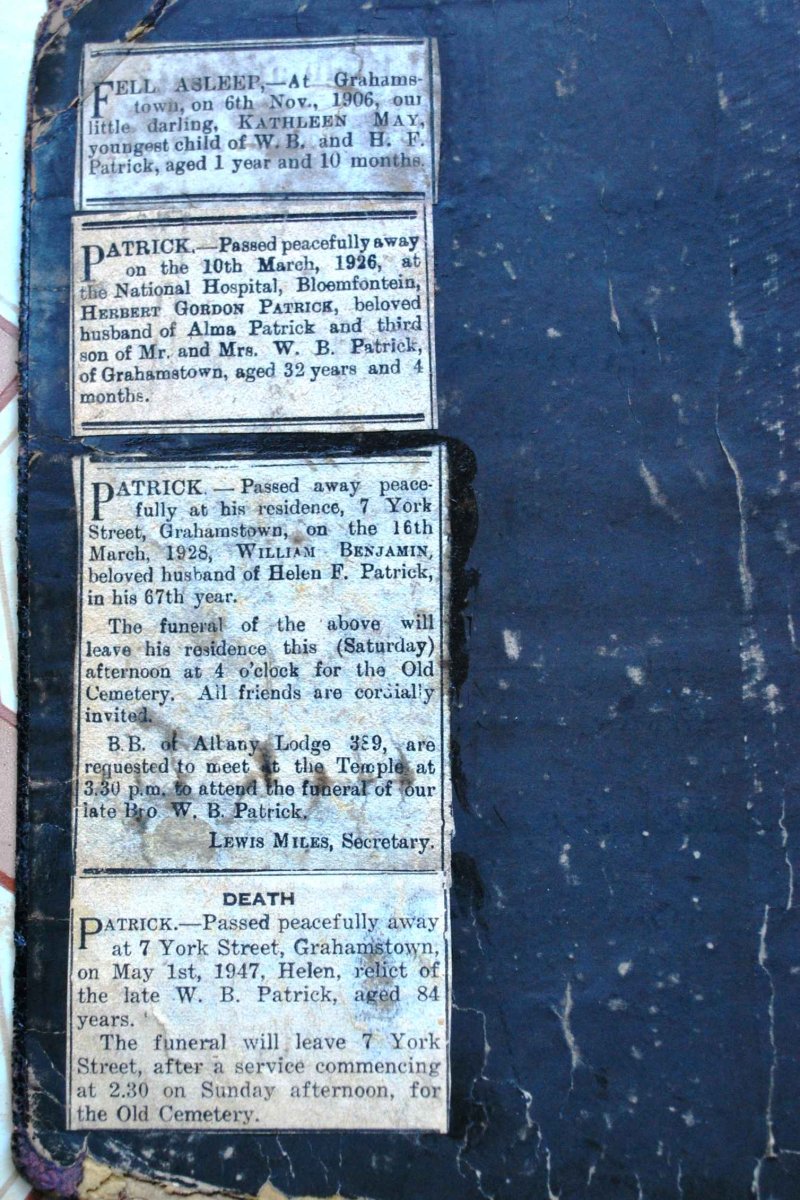 FELL ASLEEP,—At Grahams-
town, on 6th Nov., 1906, our
little darling, KATHLEEN MAY,
youngest child of W. B. and H. F.
Patrick, aged 1 year and 10 months.
PATRICK.—Passed peacefully away
on the 10th March, 1926, at
the National Hospital, Bloemfontein,
HERBERT GORDON PATRICK, beloved
husband of Alma Patrick and third
son of Mr. and Mrs. W. B. Patrick,
of Grahamstown, aged 32 years and 4
months.
PATRICK.—Passed away peace-
fully at his residence, 7 York
Street, Grahamstown, on the 16th
March, 1928, WILLIAM BENJAMIN,
beloved husband of Helen F. Patrick,
in his 67th year.
The funeral of the above will
leave his residence this (Saturday)
afternoon at 4 o'clock for the Old
Cemetery. All friends are cordially
invited.
B.B. of Albany Lodge 389, are
requested to meet at the Temple at
3.30 p.m. to attend the funeral of our
late Bro W. B. Patrick.
LEWIS MILES, Secretary.
DEATH
PATRICK.—Passed peacefully away
at 7 York Street, Grahamstown,
on May 1st, 1947, Helen, relict of
the late W. B. Patrick, aged 84
years.
The funeral will leave 7 York
Street, after a service commencing
at 2.30 on Sunday afternoon, for
the Old Cemetery.